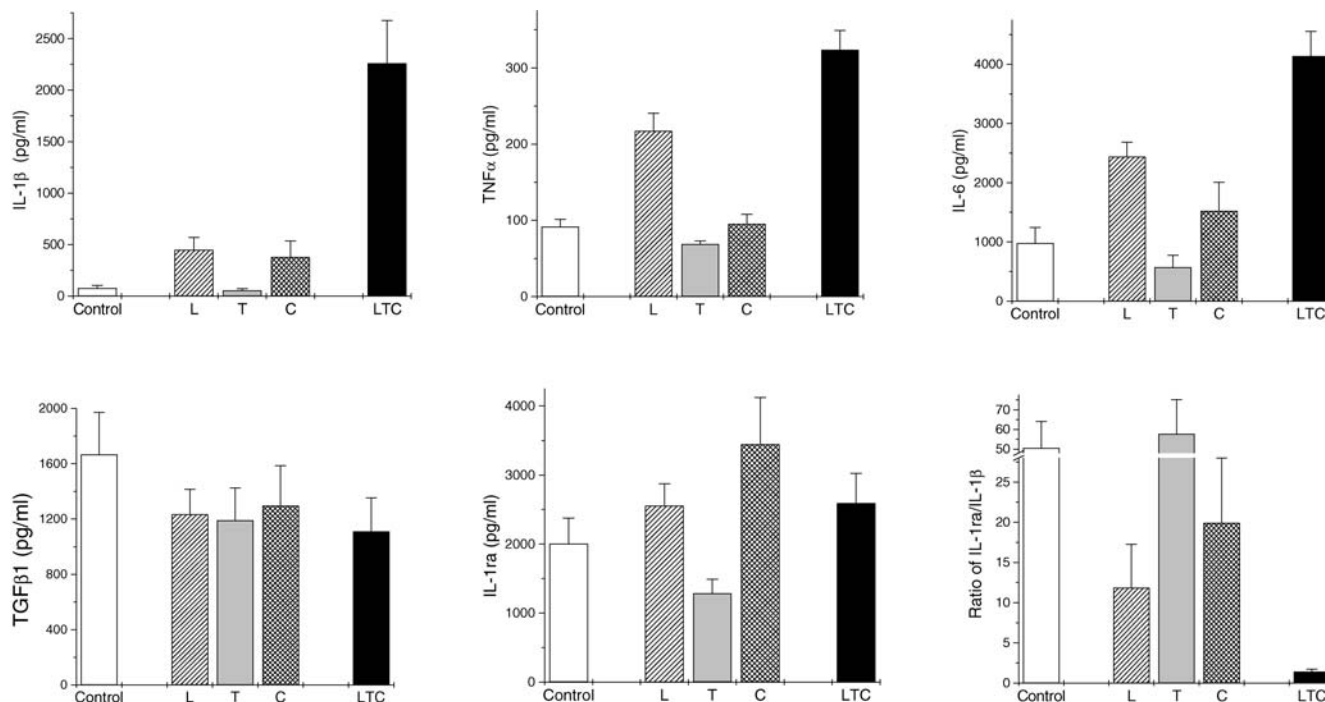 IL-1β (pg/ml)
2500
2000
1500
1000
500
0
Control L T C LTC
TNFα (pg/ml)
300
200
100
0
Control L T C LTC
IL-6 (pg/ml)
4000
3000
2000
1000
0
Control L T C LTC
TGFβ1 (pg/ml)
2000
1600
1200
800
400
0
Control L T C LTC
IL-1ra (pg/ml)
4000
3000
2000
1000
0
Control L T C LTC
Ratio of IL-1ra/IL-1β
70
60
50
25
20
15
10
5
0
Control L T C LTC